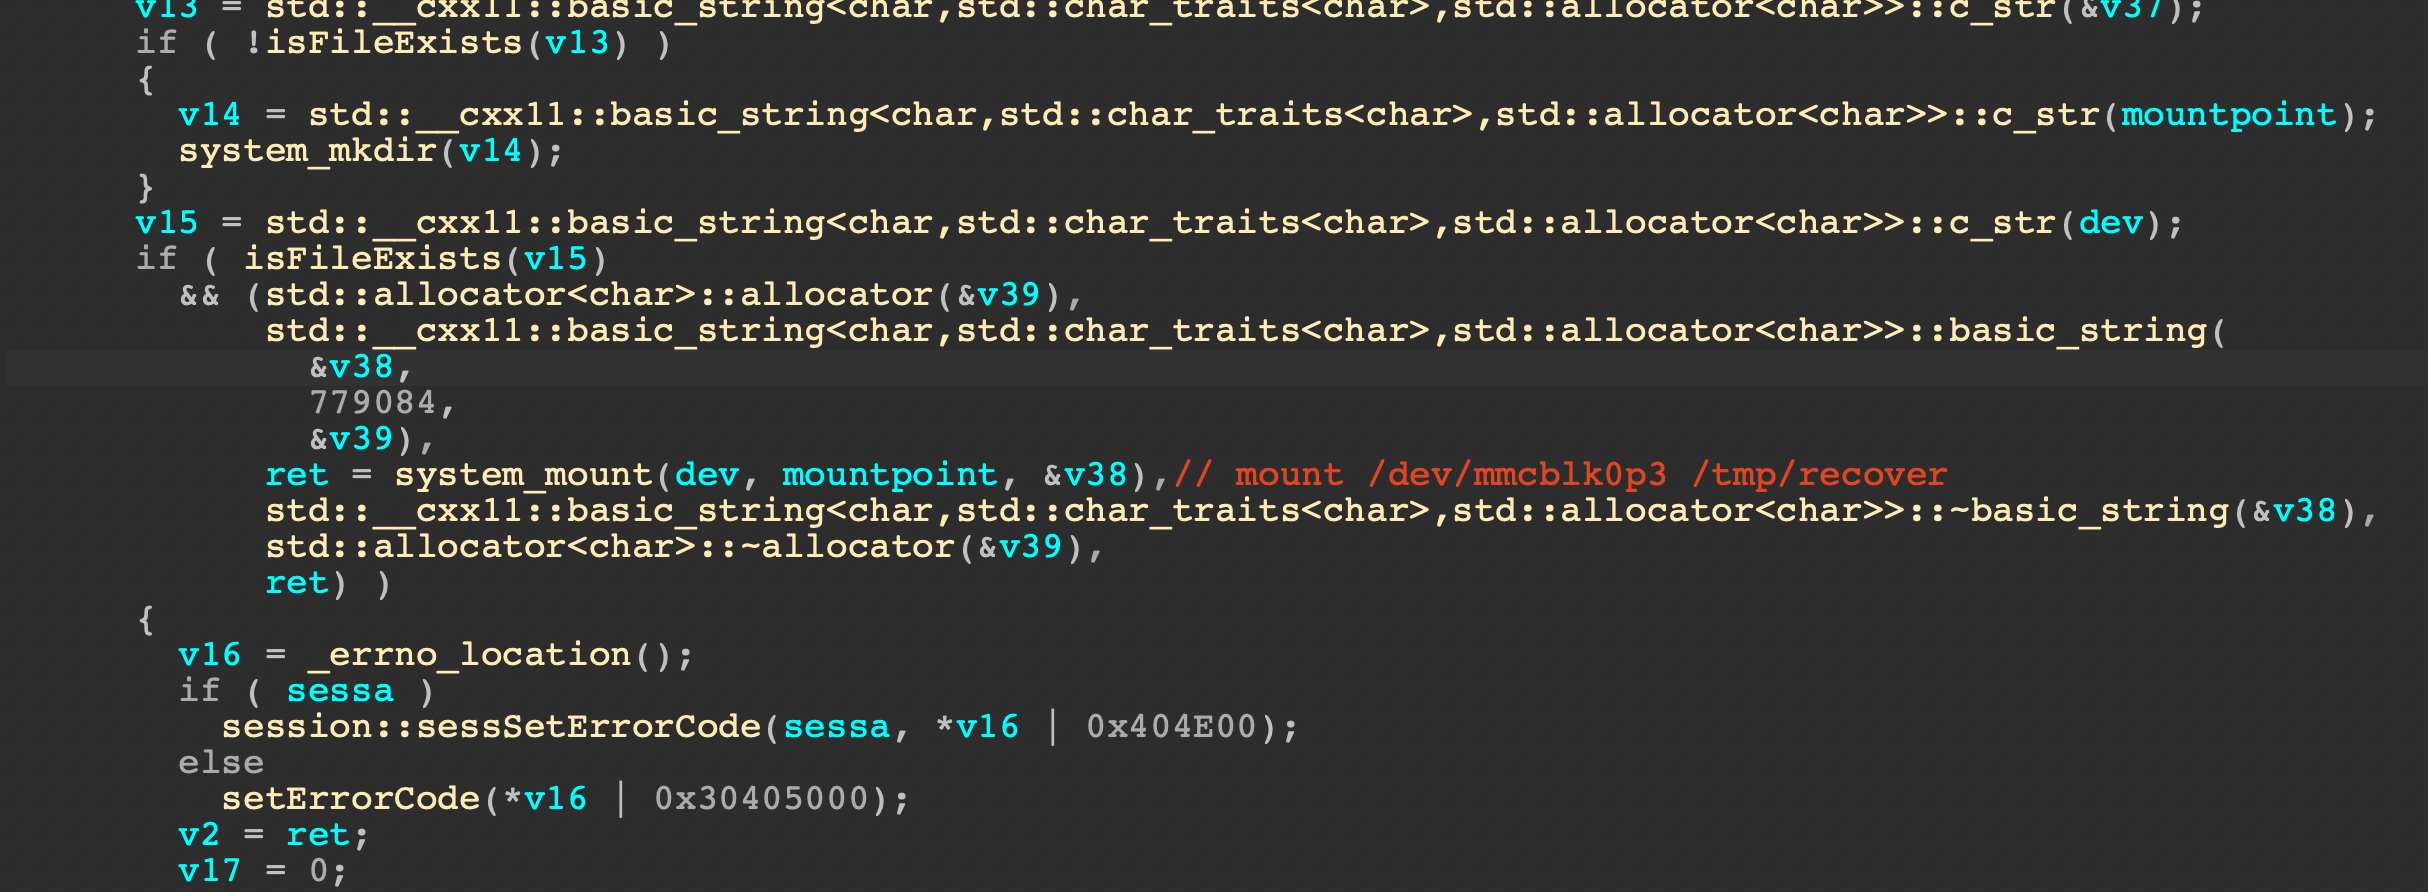 v13 = std::__cxx11::basic_string<char,std::char_traits<char>,std::allocator<char>>::c_str(&v37);
if ( !isFileExists(v13) )
{
v14 = std::__cxx11::basic_string<char,std::char_traits<char>,std::allocator<char>>::c_str(mountpoint);
system_mkdir(v14);
}
v15 = std::__cxx11::basic_string<char,std::char_traits<char>,std::allocator<char>>::c_str(dev);
if ( isFileExists(v15)
&& (std::allocator<char>::allocator(&v39),
std::__cxx11::basic_string<char,std::char_traits<char>,std::allocator<char>>::basic_string(
&v38,
779084,
&v39),
ret = system_mount(dev, mountpoint, &v38),// mount /dev/mmcblk0p3 /tmp/recover
std::__cxx11::basic_string<char,std::char_traits<char>,std::allocator<char>>::~basic_string(&v38),
std::allocator<char>::~allocator(&v39),
ret) )
{
v16 = _errno_location();
if ( sessa )
session::sessSetErrorCode(sessa, *v16 | 0x404E00);
else
setErrorCode(*v16 | 0x30405000);
v2 = ret;
v17 = 0;